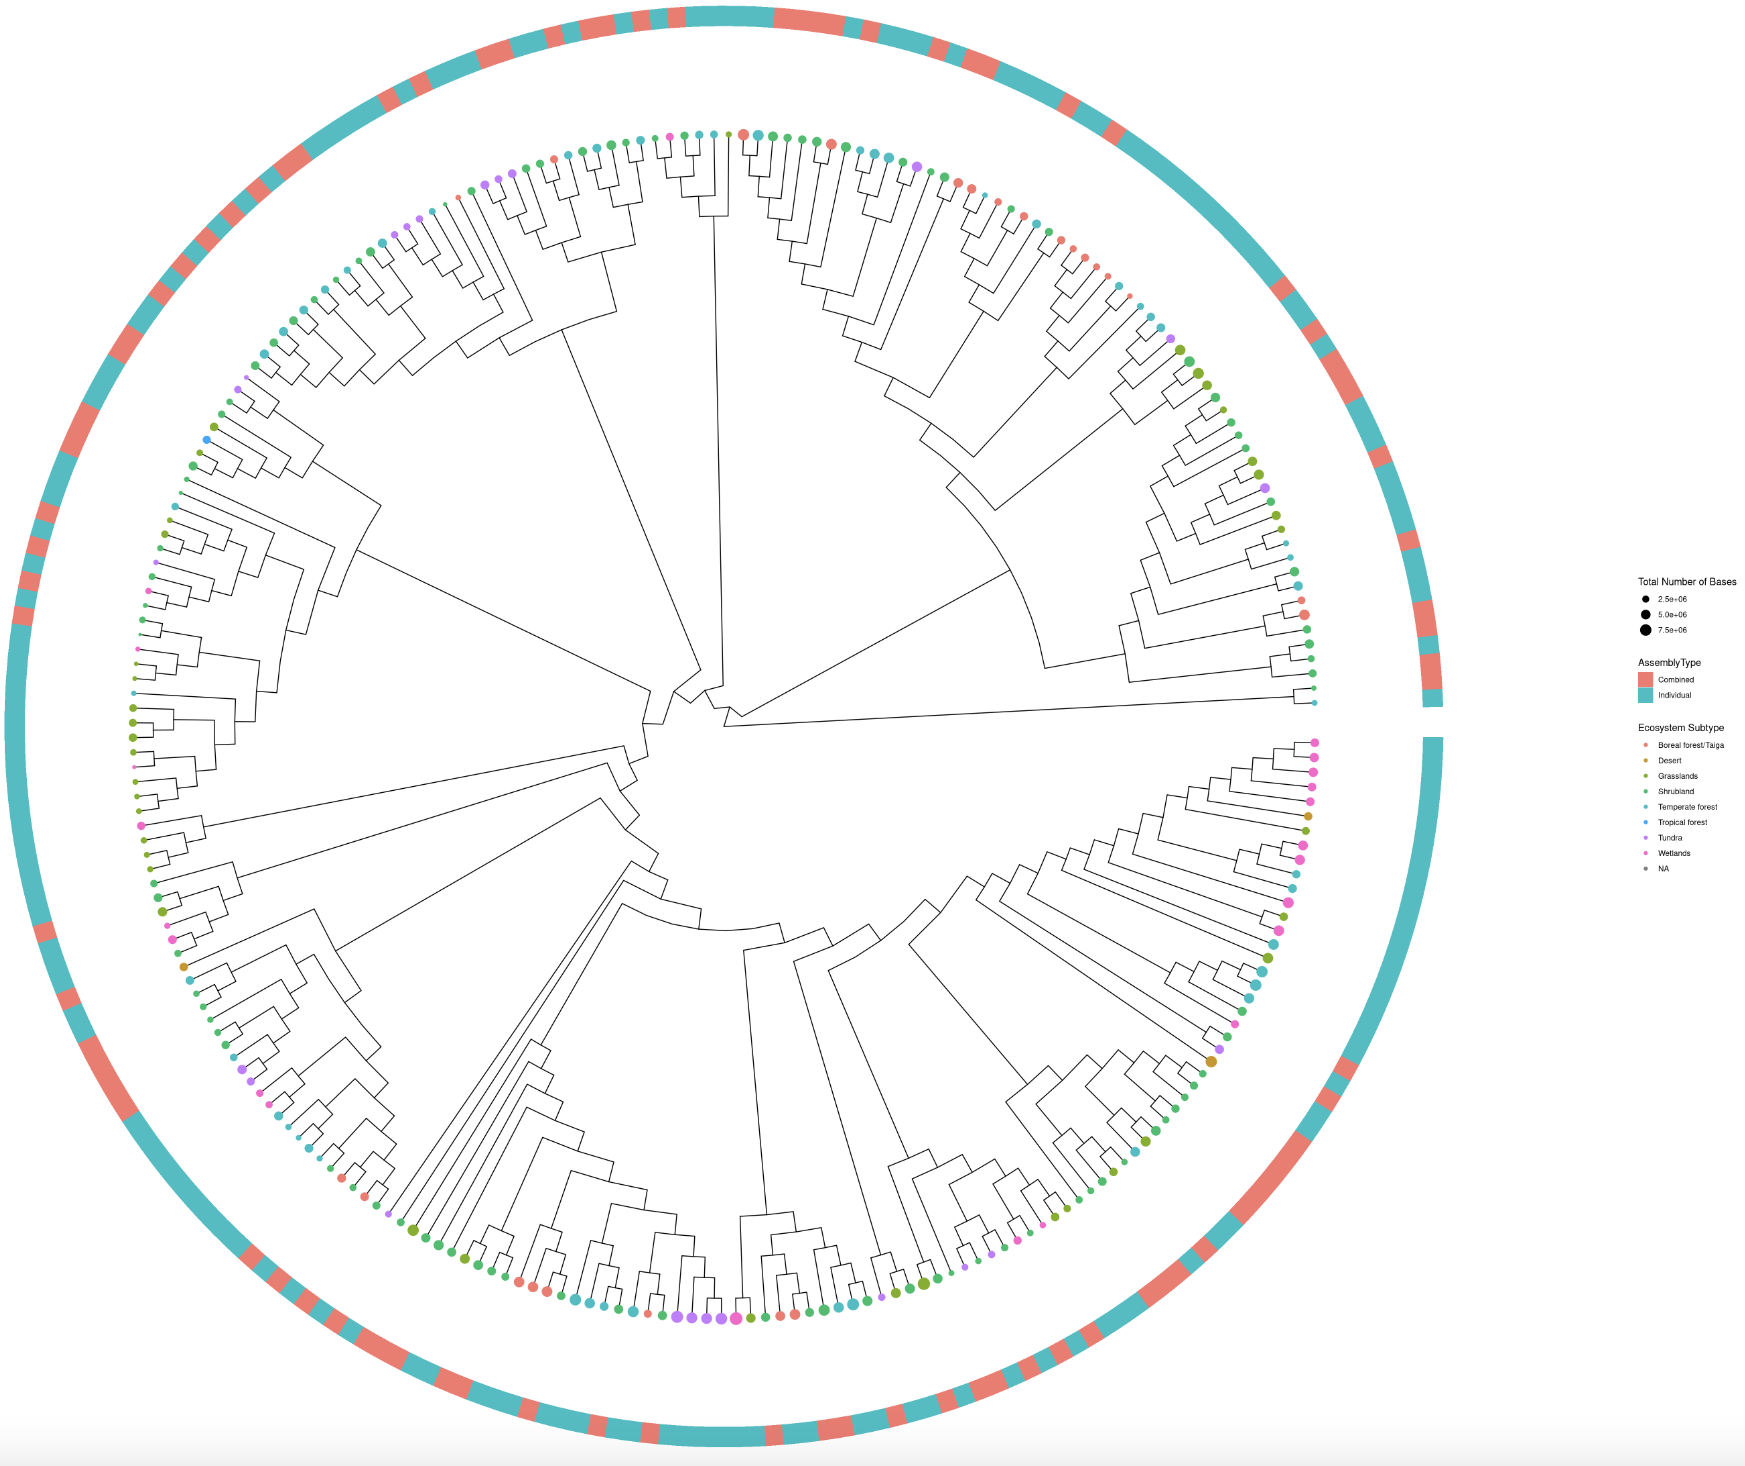 Total Number of Bases
2.5e+06
5.0e+06
7.5e+06
AssemblyType
Combined
Individual
Ecosystem Subtype
Boreal forest/Taiga
Desert
Grasslands
Shrubland
Temperate forest
Tropical forest
Tundra
Wetlands
NA